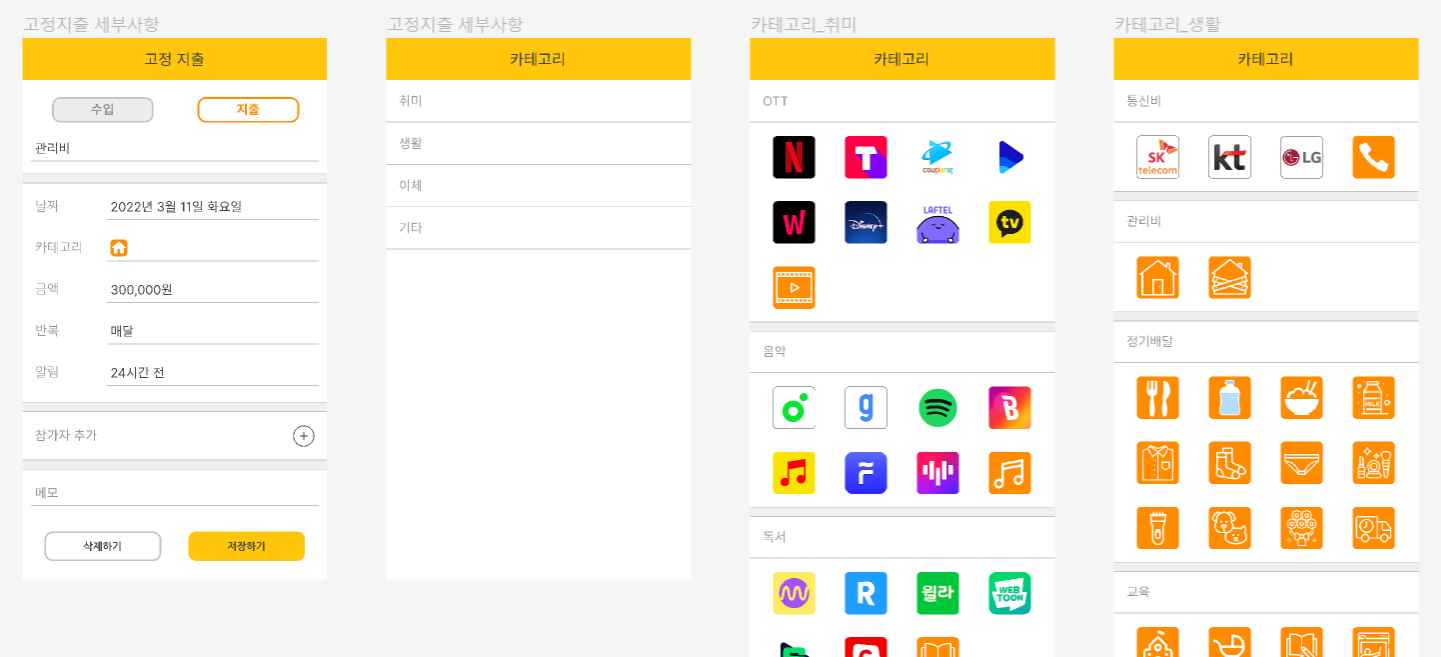 고정지출 세부사항
고정 지출
수입
지출
관리비
날짜
2022년 3월 11일 화요일
카테고리
금액
300,000원
반복
매달
알림
24시간 전
참가자 추가
메모
삭제하기
저장하기
고정지출 세부사항
카테고리
취미
생활
이체
기타
카테고리_취미
카테고리
OTT
N
T
coupang
W
Disney+
LAFTEL
tv
음악
g
B
F
독서
R
윌라
WEB
TOON
카테고리_생활
카테고리
통신비
SK
telecom
kt
LG
관리비
정기배달
MILK
교육